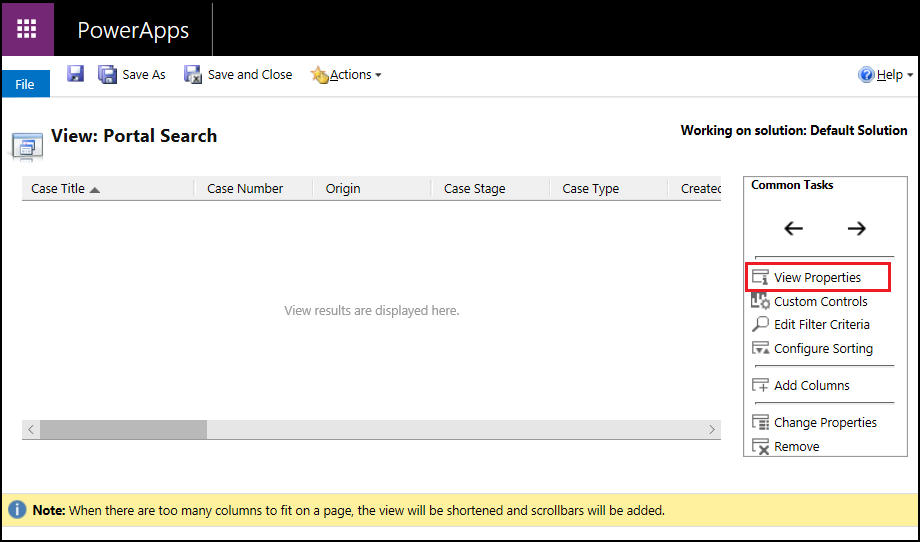 PowerApps
File
Save As
Save and Close
Actions
Help
View: Portal Search
Working on solution: Default Solution
Case Title
Case Number
Origin
Case Stage
Case Type
Created
View results are displayed here.
Common Tasks
View Properties
Custom Controls
Edit Filter Criteria
Configure Sorting
Add Columns
Change Properties
Remove
Note: When there are too many columns to fit on a page, the view will be shortened and scrollbars will be added.